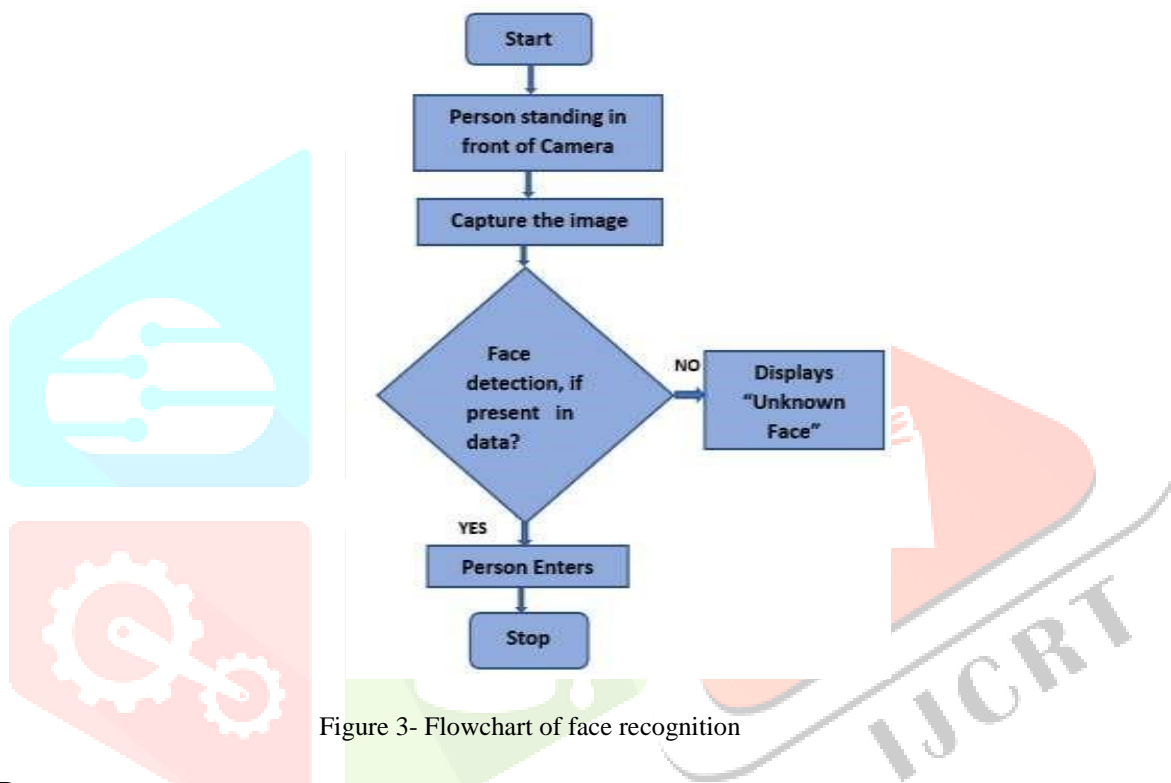 Start
Person standing in
front of Camera
Capture the image
Face
detection, if
present in
data?
NO
Displays
“Unknown
Face”
YES
Person Enters
Stop
IJCRT
Figure 3- Flowchart of face recognition